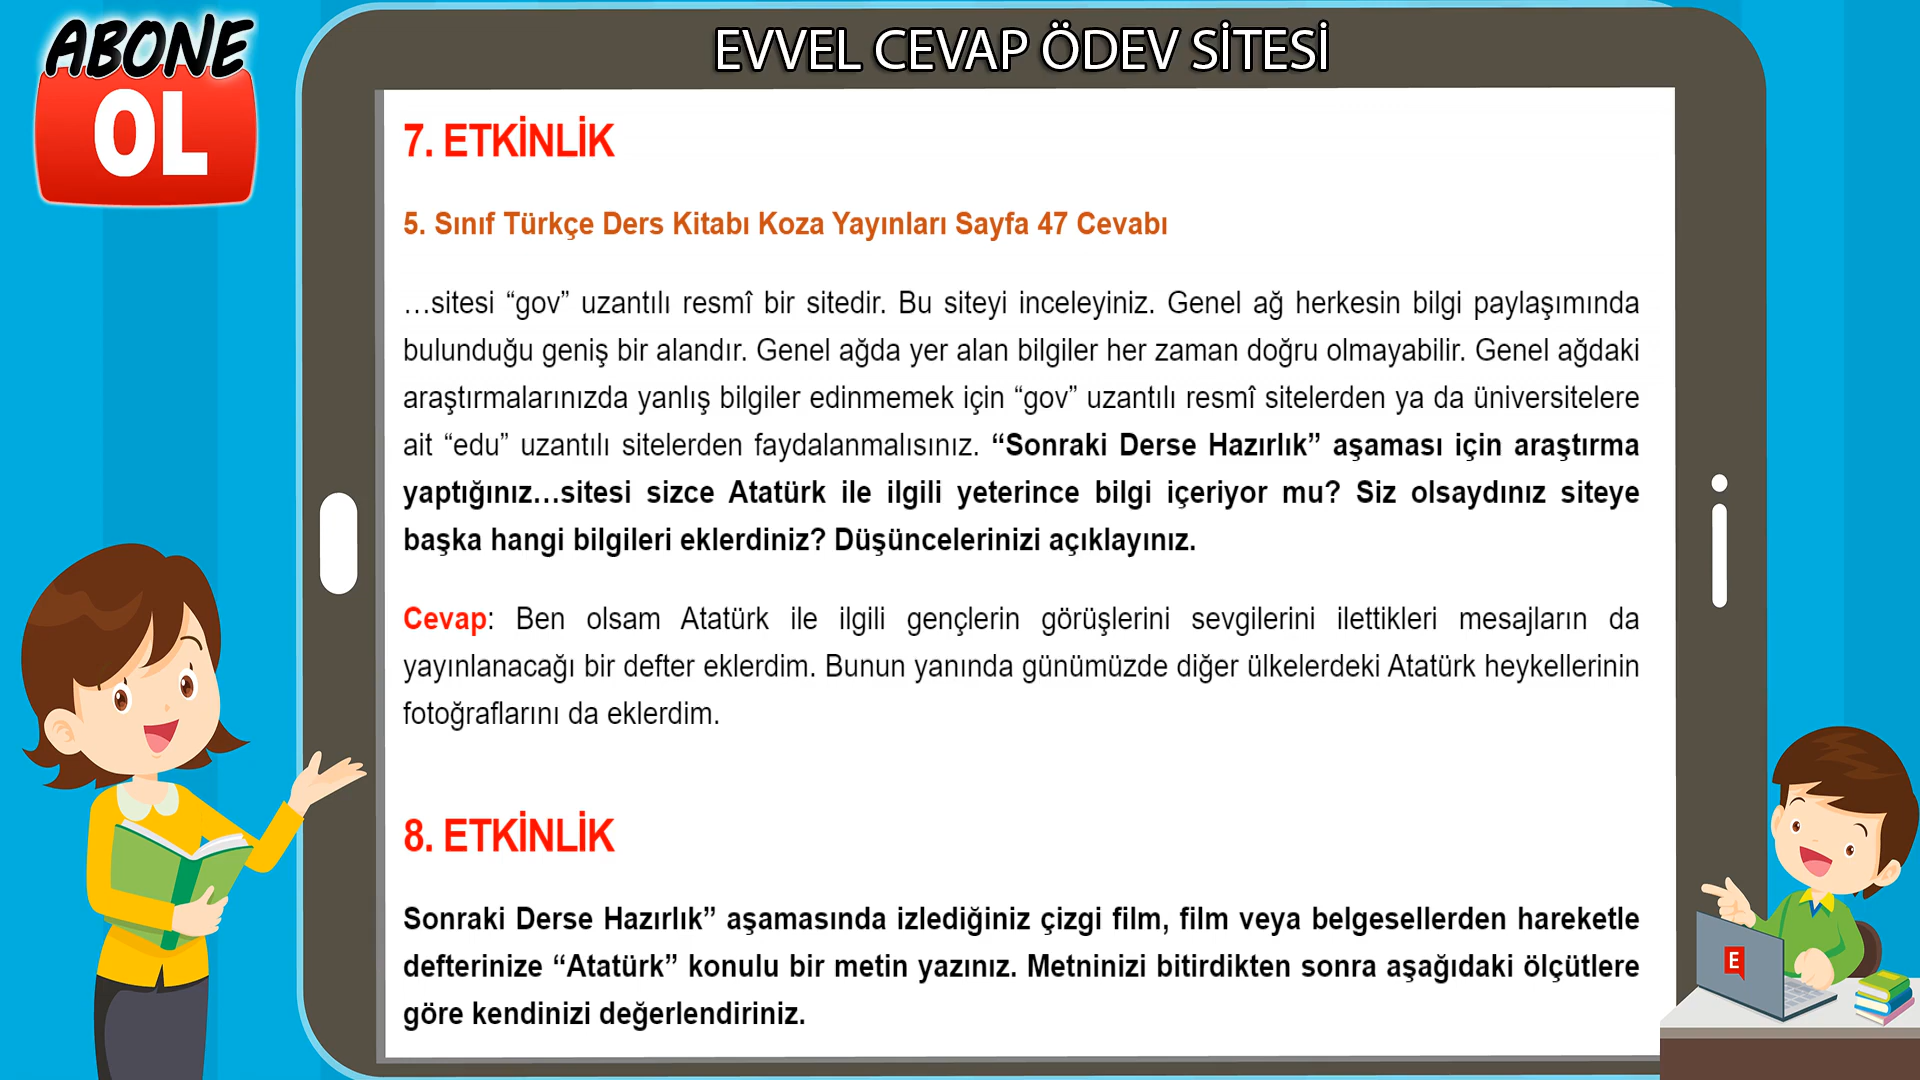 ABONE
OL
EVVEL CEVAP ÖDEV SİTESİ
7. ETKİNLİK
5. Sınıf Türkçe Ders Kitabı Koza Yayınları Sayfa 47 Cevabı
…sitesi “gov” uzantılı resmî bir sitedir. Bu siteyi inceleyiniz. Genel ağ herkesin bilgi paylaşımında
bulunduğu geniş bir alandır. Genel ağda yer alan bilgiler her zaman doğru olmayabilir. Genel ağdaki
araştırmalarınızda yanlış bilgiler edinmemek için “gov” uzantılı resmî sitelerden ya da üniversitelere
ait “edu” uzantılı sitelerden faydalanmalısınız. “Sonraki Derse Hazırlık” aşaması için araştırma
yaptığınız…sitesi sizce Atatürk ile ilgili yeterince bilgi içeriyor mu? Siz olsaydınız siteye
başka hangi bilgileri eklerdiniz? Düşüncelerinizi açıklayınız.
Cevap: Ben olsam Atatürk ile ilgili gençlerin görüşlerini sevgilerini ilettikleri mesajların da
yayınlanacağı bir defter eklerdim. Bunun yanında günümüzde diğer ülkelerdeki Atatürk heykellerinin
fotoğraflarını da eklerdim.
8. ETKİNLİK
Sonraki Derse Hazırlık” aşamasında izlediğiniz çizgi film, film veya belgesellerden hareketle
defterinize “Atatürk” konulu bir metin yazınız. Metninizi bitirdikten sonra aşağıdaki ölçütlere
göre kendinizi değerlendiriniz.
E